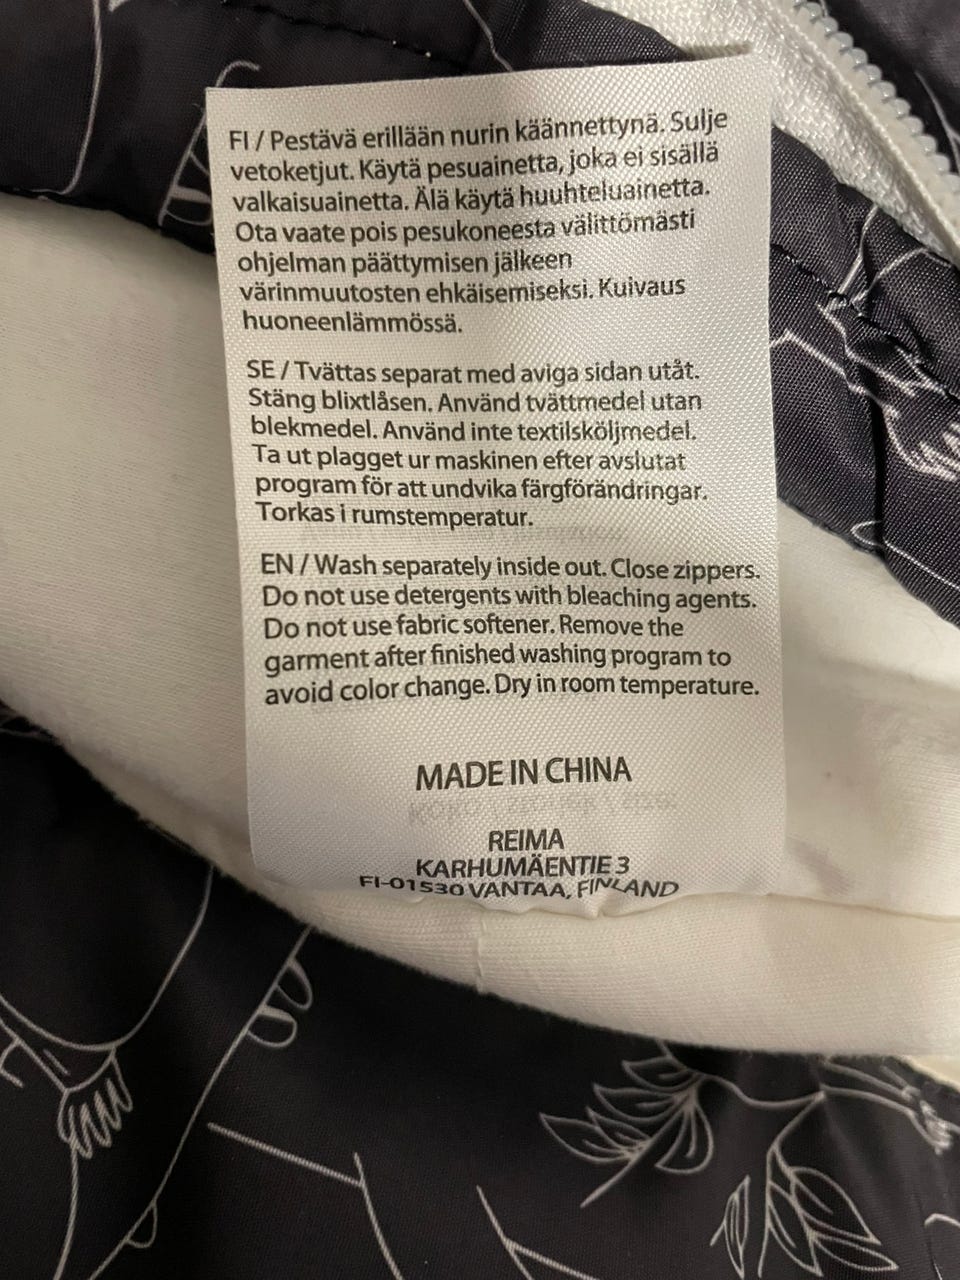 FI / Pestävä erillään nurin käännettynä. Sulje
vetoketjut. Käytä pesuainetta, joka ei sisällä
valkaisuainetta. Älä käytä huuhteluainetta.
Ota vaate pois pesukoneesta välittömästi
ohjelman päättymisen jälkeen
värinmuutosten ehkäisemiseksi. Kuivaus
huoneenlämmössä.
SE / Tvättas separat med aviga sidan utåt.
Stäng blixtlåsen. Använd tvättmedel utan
blekmedel. Använd inte textilsköljmedel.
Ta ut plagget ur maskinen efter avslutat
program för att undvika färgförändringar.
Torkas i rumstemperatur.
EN / Wash separately inside out. Close zippers.
Do not use detergents with bleaching agents.
Do not use fabric softener. Remove the
garment after finished washing program to
avoid color change. Dry in room temperature.
MADE IN CHINA
REIMA
KARHUMÄENTIE 3
FI-01530 VANTAA, FINLAND